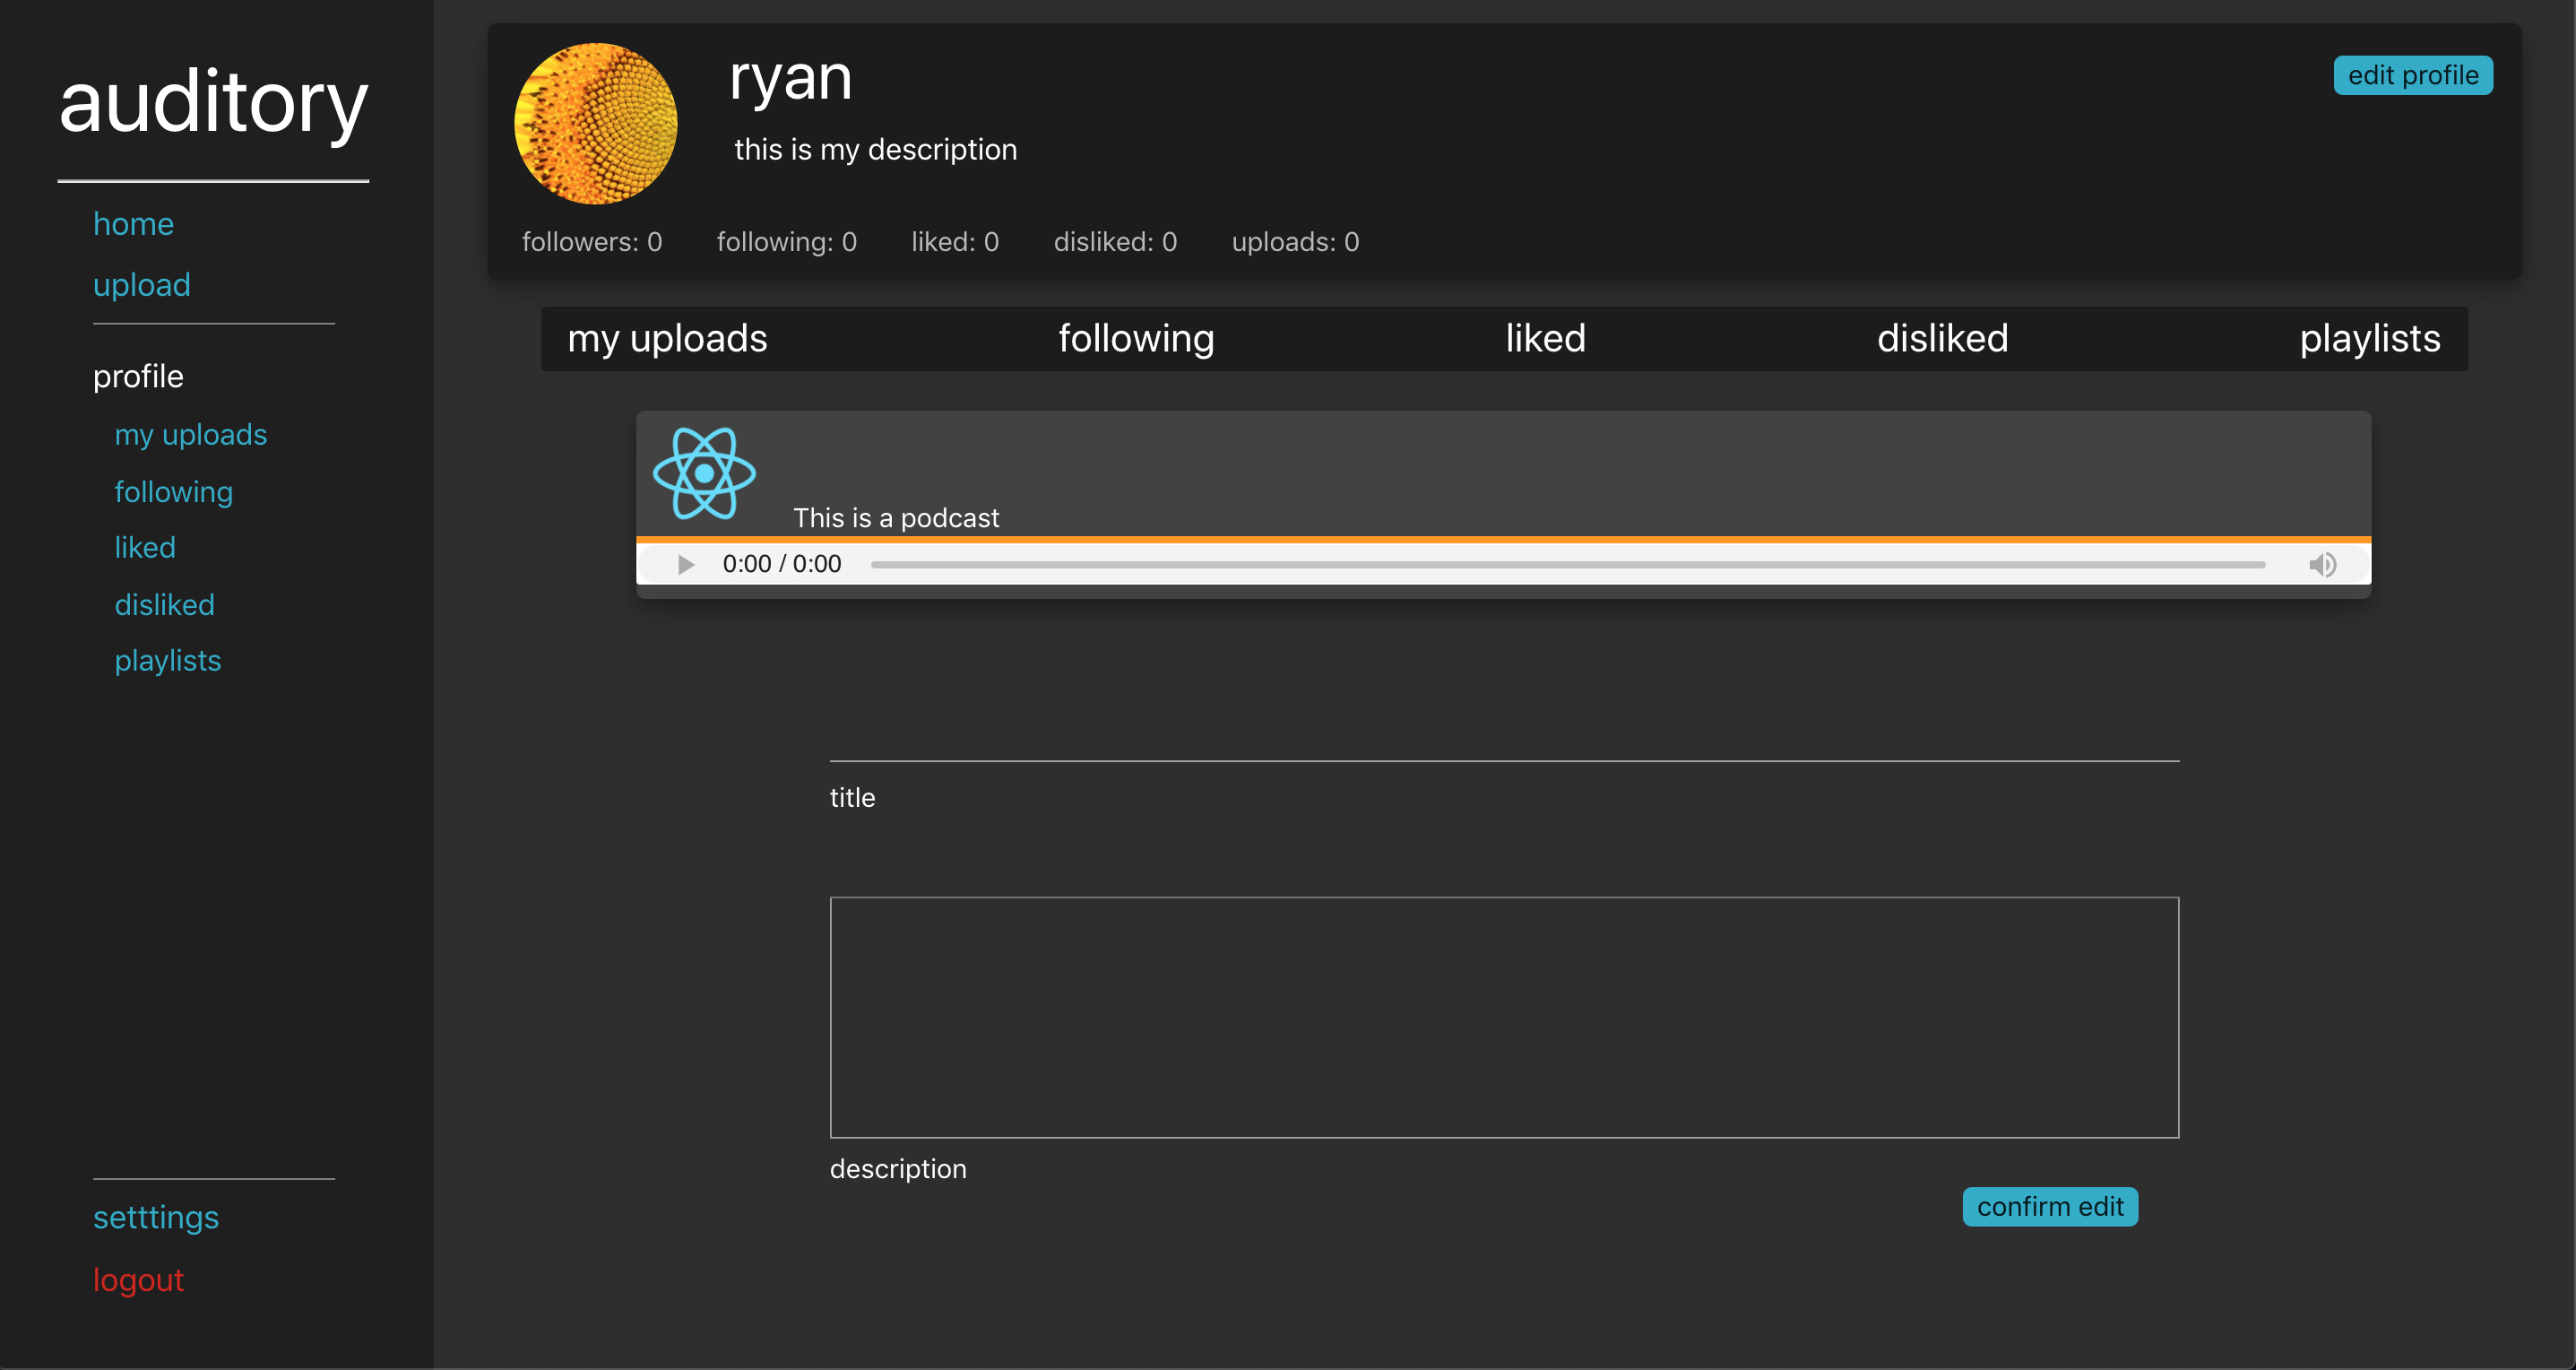 auditory
home
upload
profile
my uploads
following
liked
disliked
playlists
setttings
logout
ryan
this is my description
edit profile
followers: 0 following: 0 liked: 0 disliked: 0 uploads: 0
my uploads following liked disliked playlists
This is a podcast
0:00 / 0:00
title
description
confirm edit